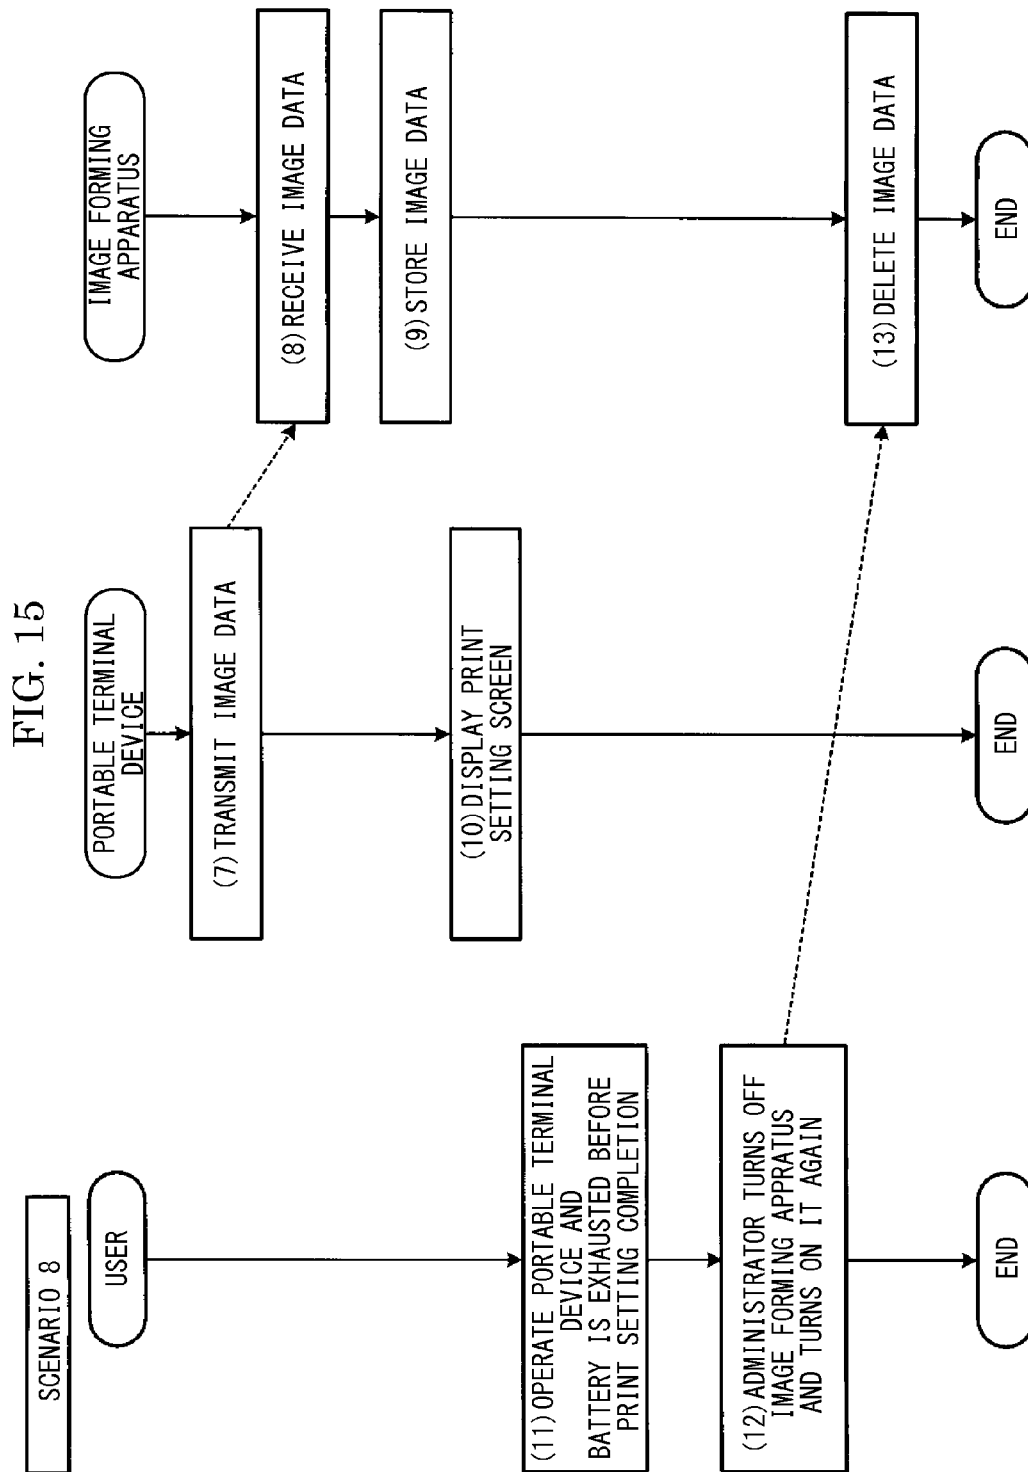 FIG. 15
SCENARIO 8
USER
PORTABLE TERMINAL
DEVICE
IMAGE FORMING
APPARATUS
(7)TRANSMIT IMAGE DATA
(8)RECEIVE IMAGE DATA
(9)STORE IMAGE DATA
(10)DISPLAY PRINT
SETTING SCREEN
(11)OPERATE PORTABLE TERMINAL
DEVICE AND
BATTERY IS EXHAUSTED BEFORE
PRINT SETTING COMPLETION
(12)ADMINISTRATOR TURNS OFF
IMAGE FORMING APPRATUS
AND TURNS ON IT AGAIN
(13)DELETE IMAGE DATA
END
END
END